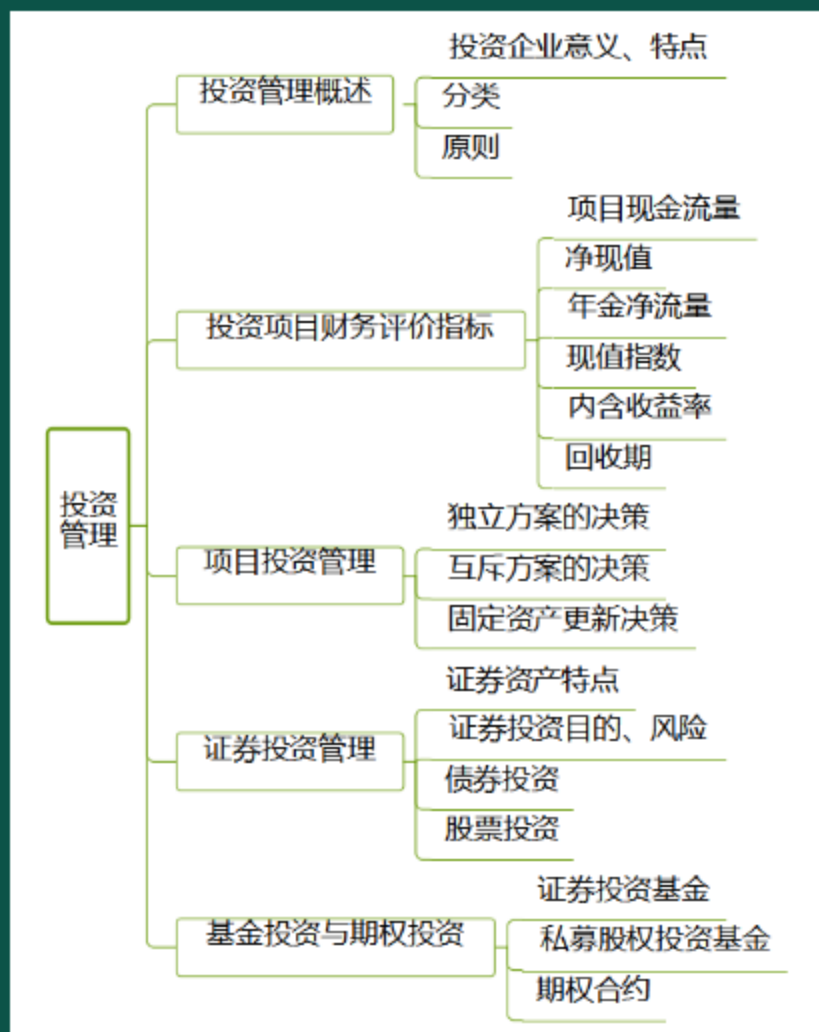 投资企业意义、特点
投资管理概述
分类
原则
项目现金流量
净现值
年金净流量
投资项目财务评价指标
现值指数
内含收益率
回收期
投资
管理
独立方案的决策
项目投资管理
互斥方案的决策
固定资产更新决策
证券资产特点
证券投资目的、风险
证券投资管理
债券投资
股票投资
证券投资基金
基金投资与期权投资
私募股权投资基金
期权合约